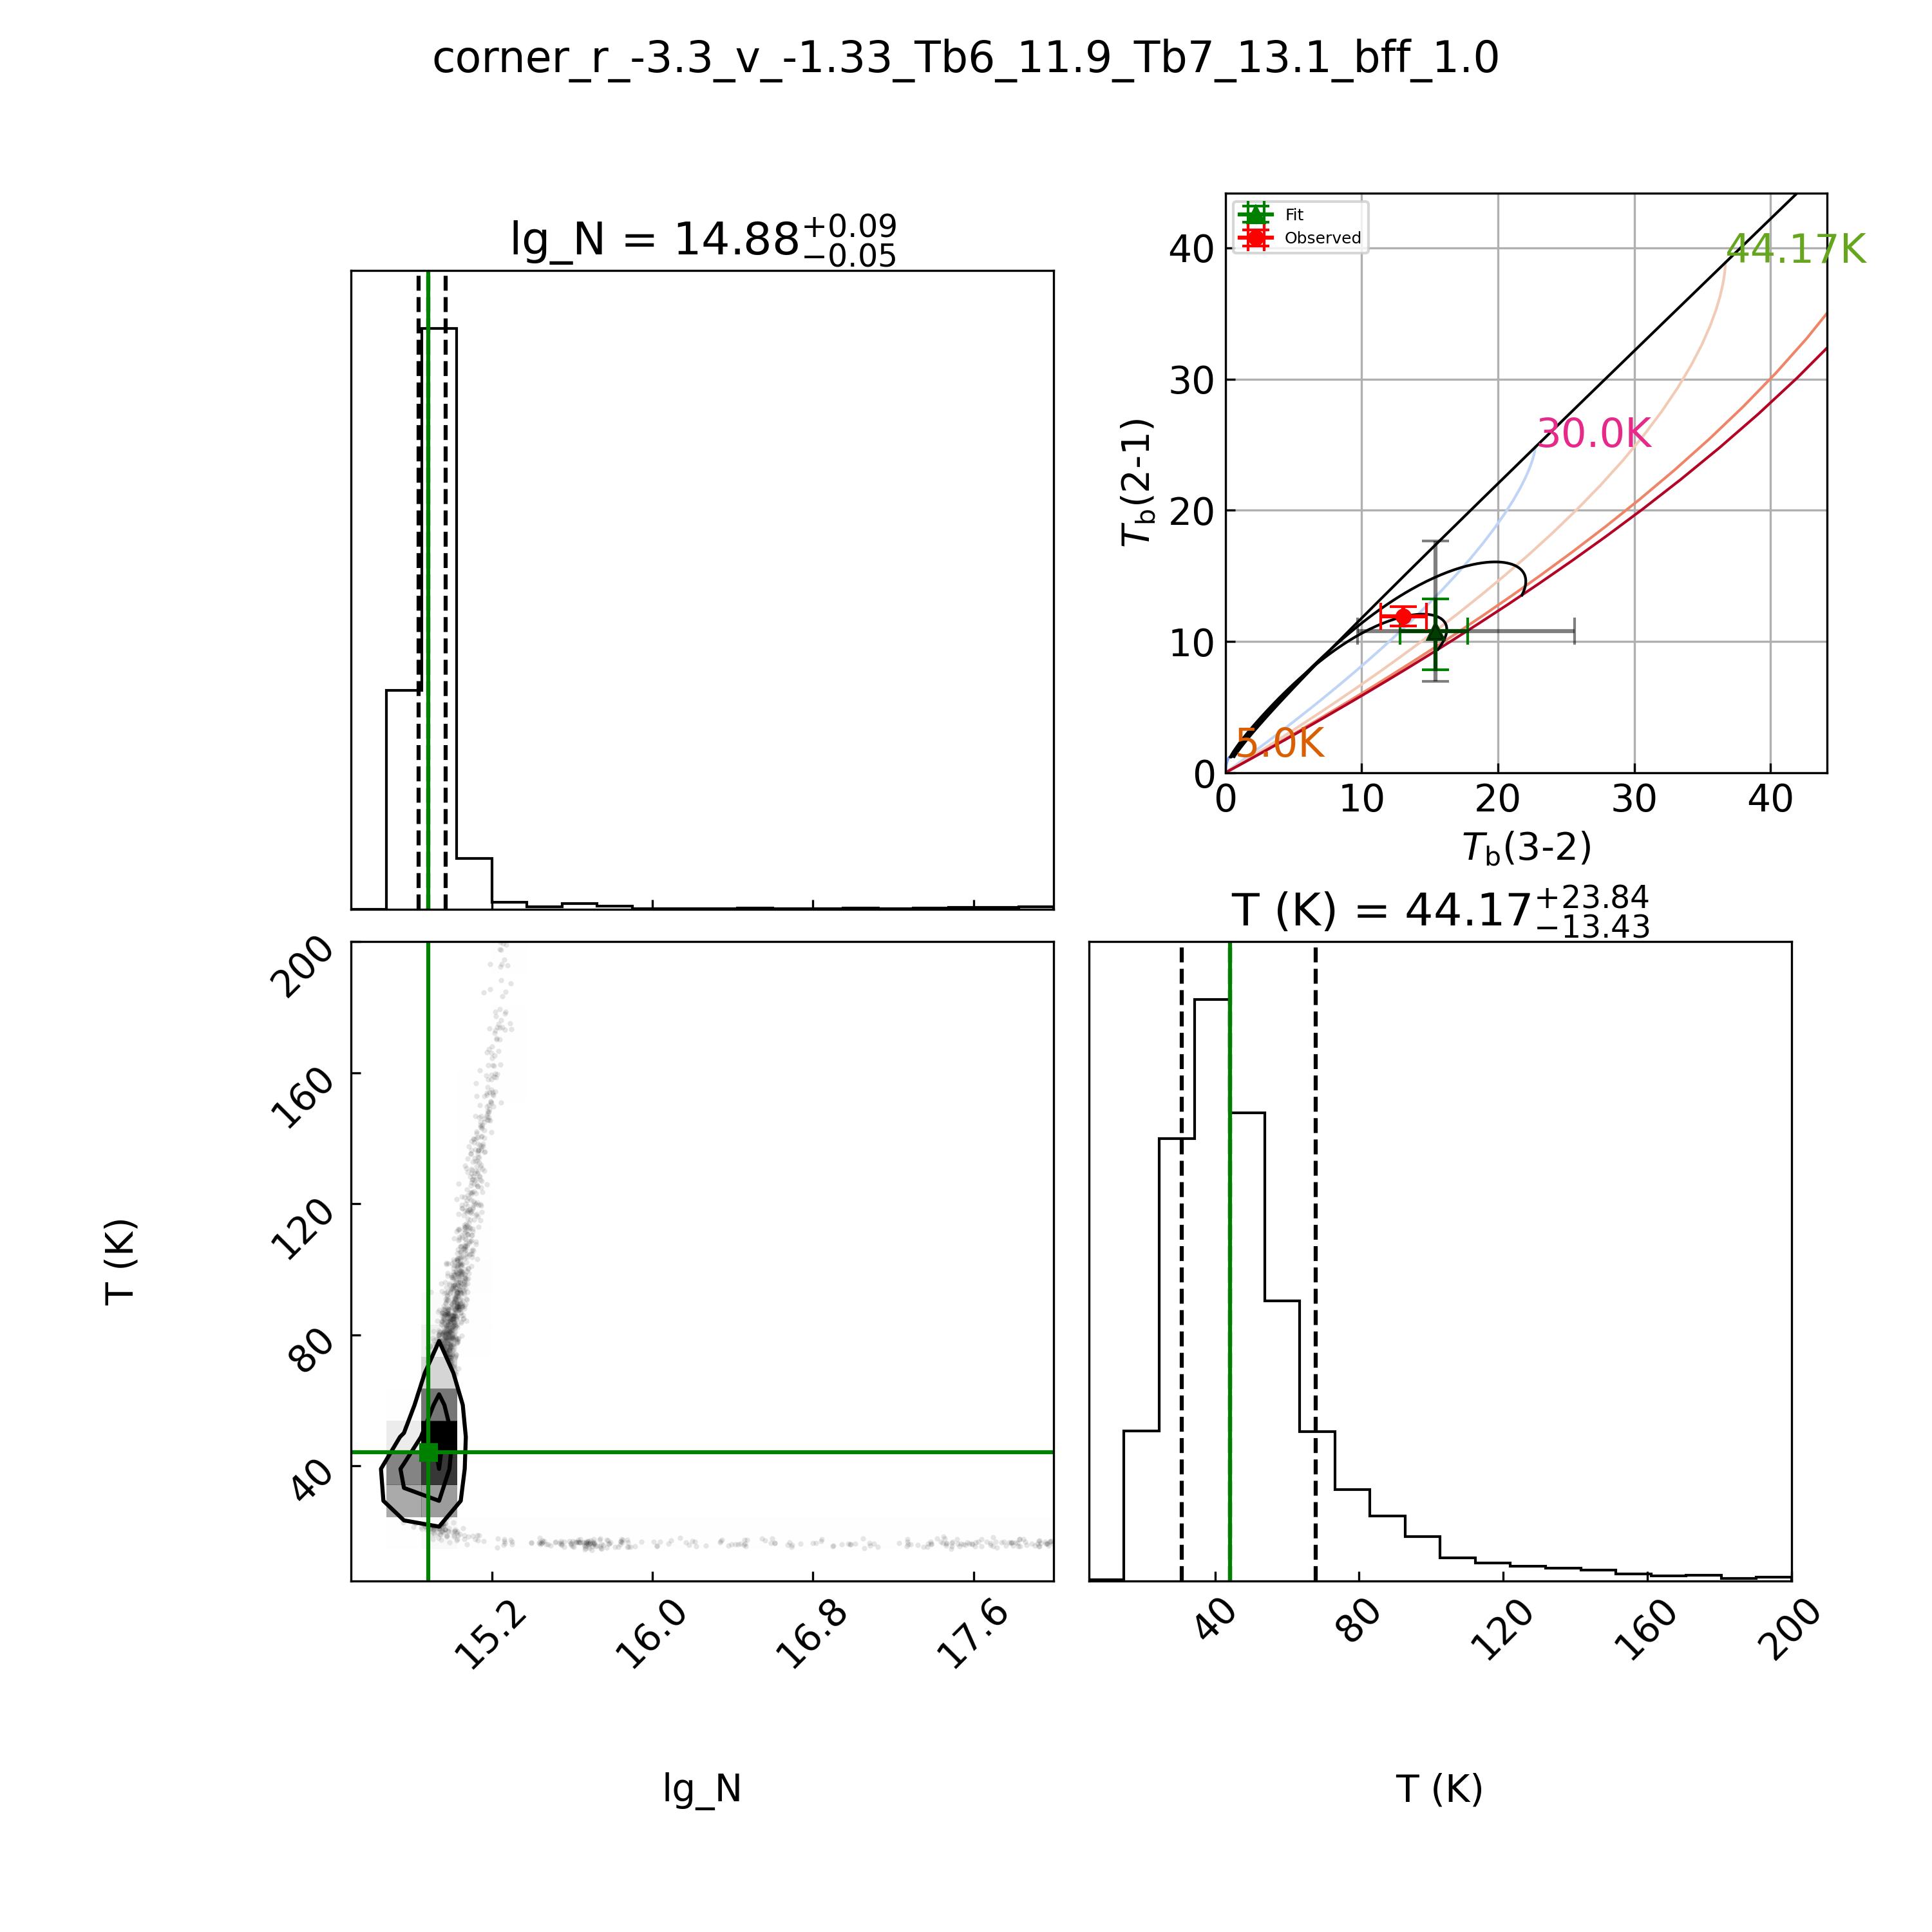 corner_r_-3.3_v_-1.33_Tb6_11.9_Tb7_13.1_bff_1.0
lg_N = 14.88+0.09−0.05
Fit
Observed
44.17K
30.0K
5.0K
40
30
20
10
0
Tb(2-1)
0 10 20 30 40
Tb(3-2)
T (K) = 44.17+23.84−13.43
200
160
120
80
40
T (K)
15.2 16.0 16.8 17.6
lg_N
40 80 120 160 200
T (K)